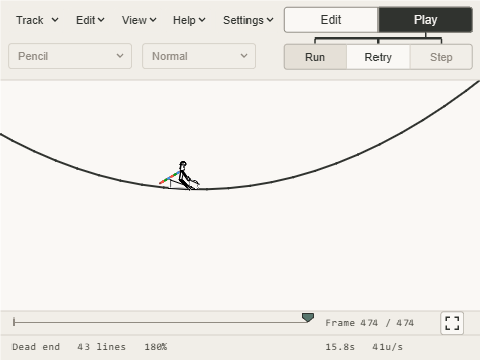 Track Edit View Help Settings Edit Play
Pencil Normal Run Retry Step
Frame 474 / 474
Dead end 43 lines 180% 15.8s 41u/s